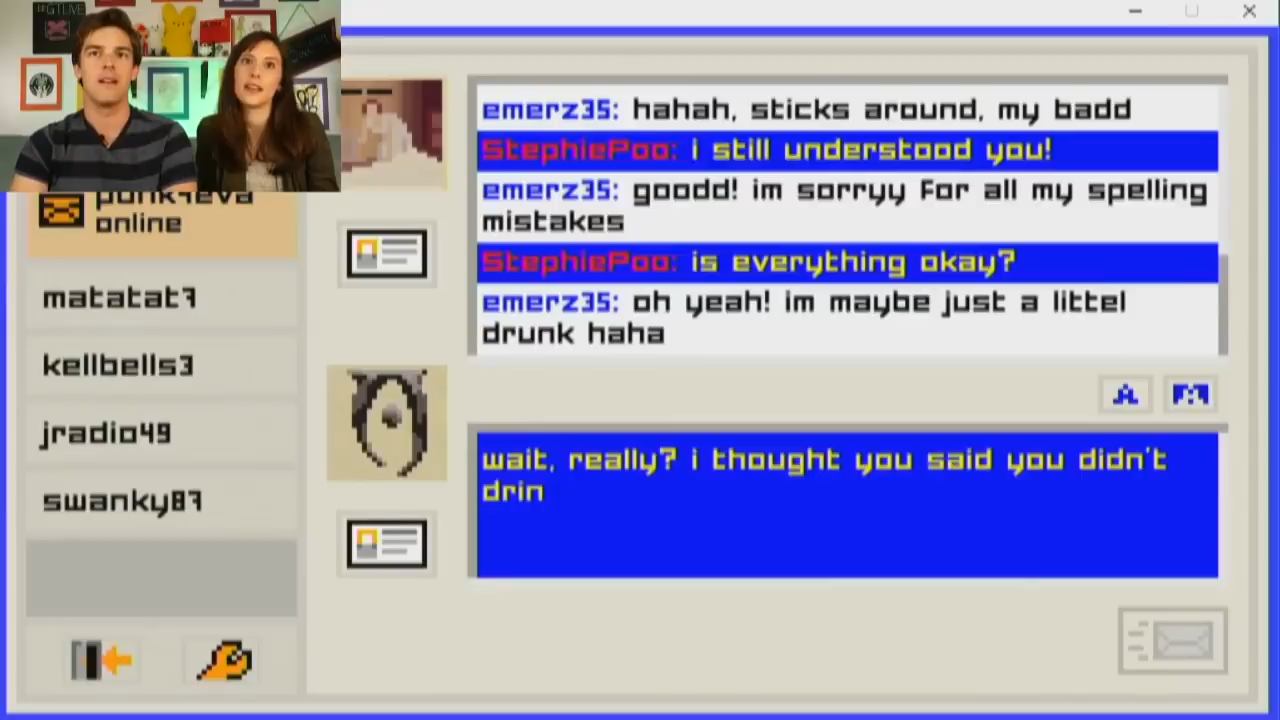 GTLIVE
emerz35: hahah, sticks around, my badd
StephiePoo: i still understood you!
emerz35: goodd! im sorryy for all my spelling
mistakes
StephiePoo: is everything okay?
emerz35: oh yeah! im maybe just a littel
drunk haha
punk4eva
online
matatat7
kellbells3
jradio49
swanky87
A
wait, really? i thought you said you didn't
drin